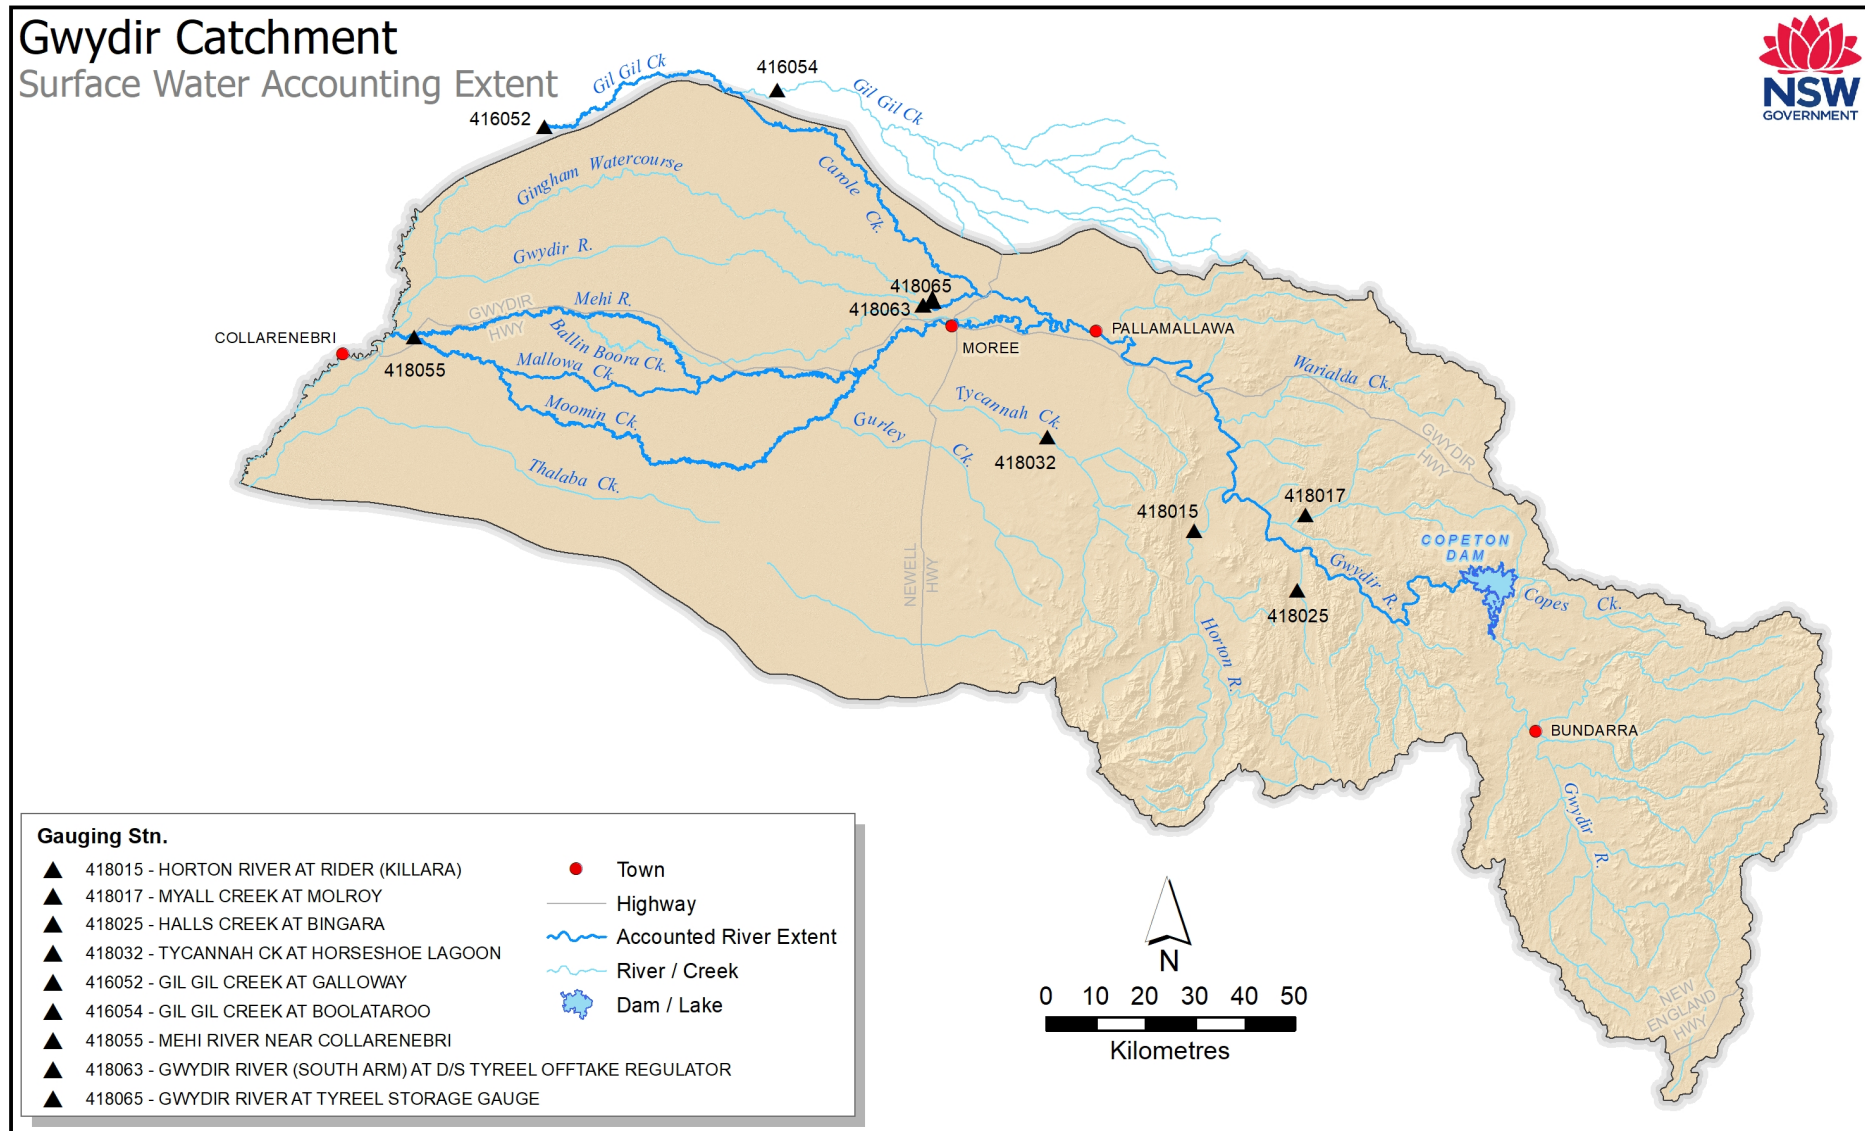 Gwydir Catchment
Surface Water Accounting Extent
NSW
GOVERNMENT
Gil Gil Ck
416054
Gil Gil Ck
416052
Gingham Watercourse
Carole Ck.
Gwydir R.
418065
418063
Mehi R.
GWYDIR
HWY
COLLARENEBRI
418055
Ballin Boora Ck.
Mallowa Ck.
MOREE
PALLAMALLAWA
Warialda Ck.
Moomin Ck.
Tycannah Ck.
Gurley Ck.
418032
GWYDIR
HWY
Thalaba Ck.
418017
418015
COPETON
DAM
NEWELL
HWY
Gwydir R.
418025
Copes Ck.
Horton R.
BUNDARRA
Gwydir R.
NEW
ENGLAND
HWY
Gauging Stn.
418015 - HORTON RIVER AT RIDER (KILLARA)
418017 - MYALL CREEK AT MOLROY
418025 - HALLS CREEK AT BINGARA
418032 - TYCANNAH CK AT HORSESHOE LAGOON
416052 - GIL GIL CREEK AT GALLOWAY
416054 - GIL GIL CREEK AT BOOLATAROO
418055 - MEHI RIVER NEAR COLLARENEBRI
418063 - GWYDIR RIVER (SOUTH ARM) AT D/S TYREEL OFFTAKE REGULATOR
418065 - GWYDIR RIVER AT TYREEL STORAGE GAUGE
Town
Highway
Accounted River Extent
River / Creek
Dam / Lake
N
0 10 20 30 40 50
Kilometres